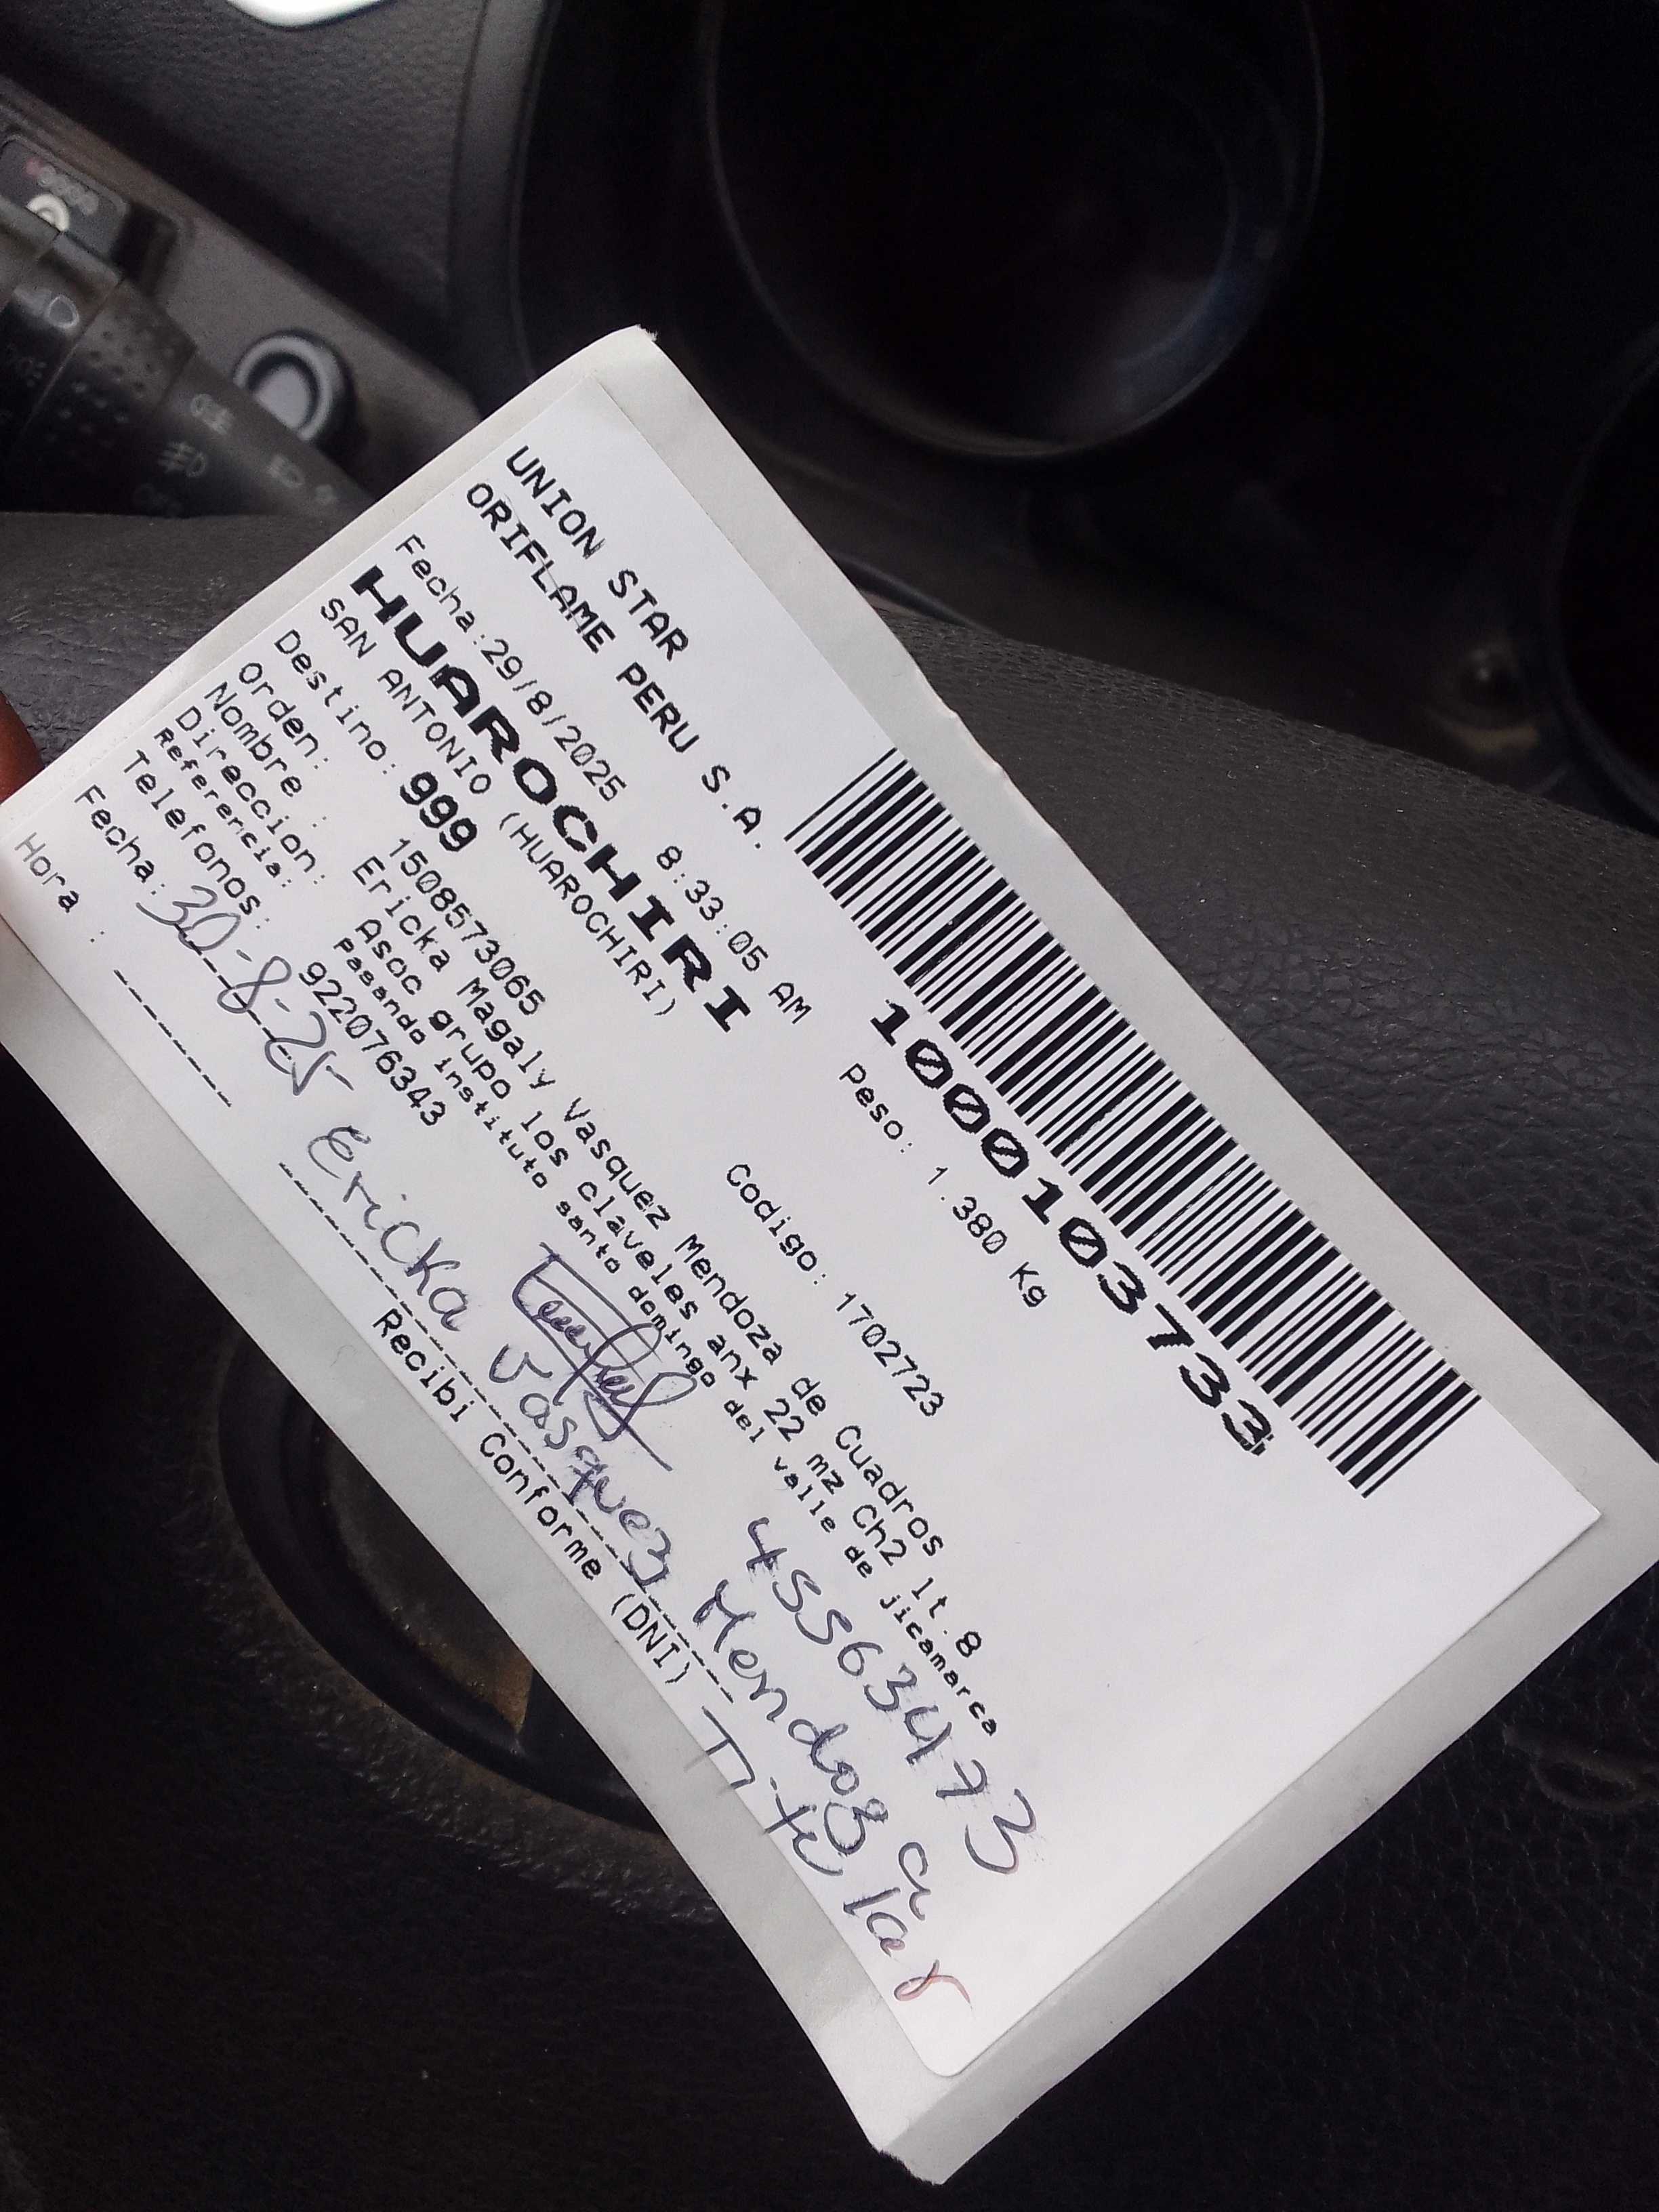 UNION STAR
ORIFLAME PERU S.A.
1000103733
Fecha:29/8/2025 8:33:05 AM Peso: 1.380 Kg
HUAROCHIRI
SAN ANTONIO (HUAROCHIRI)
Destino: 999 Codigo: 1702723
Orden: 1508573065
Nombre : Ericka Magaly Vasquez Mendoza de Cuadros
Direccion: Asoc grupo los claveles anx 22 mz Ch2 lt 8
Referencia: Pasando instituto santo domingo del valle de jicamarca
Telefonos: 922076343
45563473
Fecha: 30-8-25
Ericka Vasquez Mendoza
Hora :
Recibi Conforme (DNI)
Titular